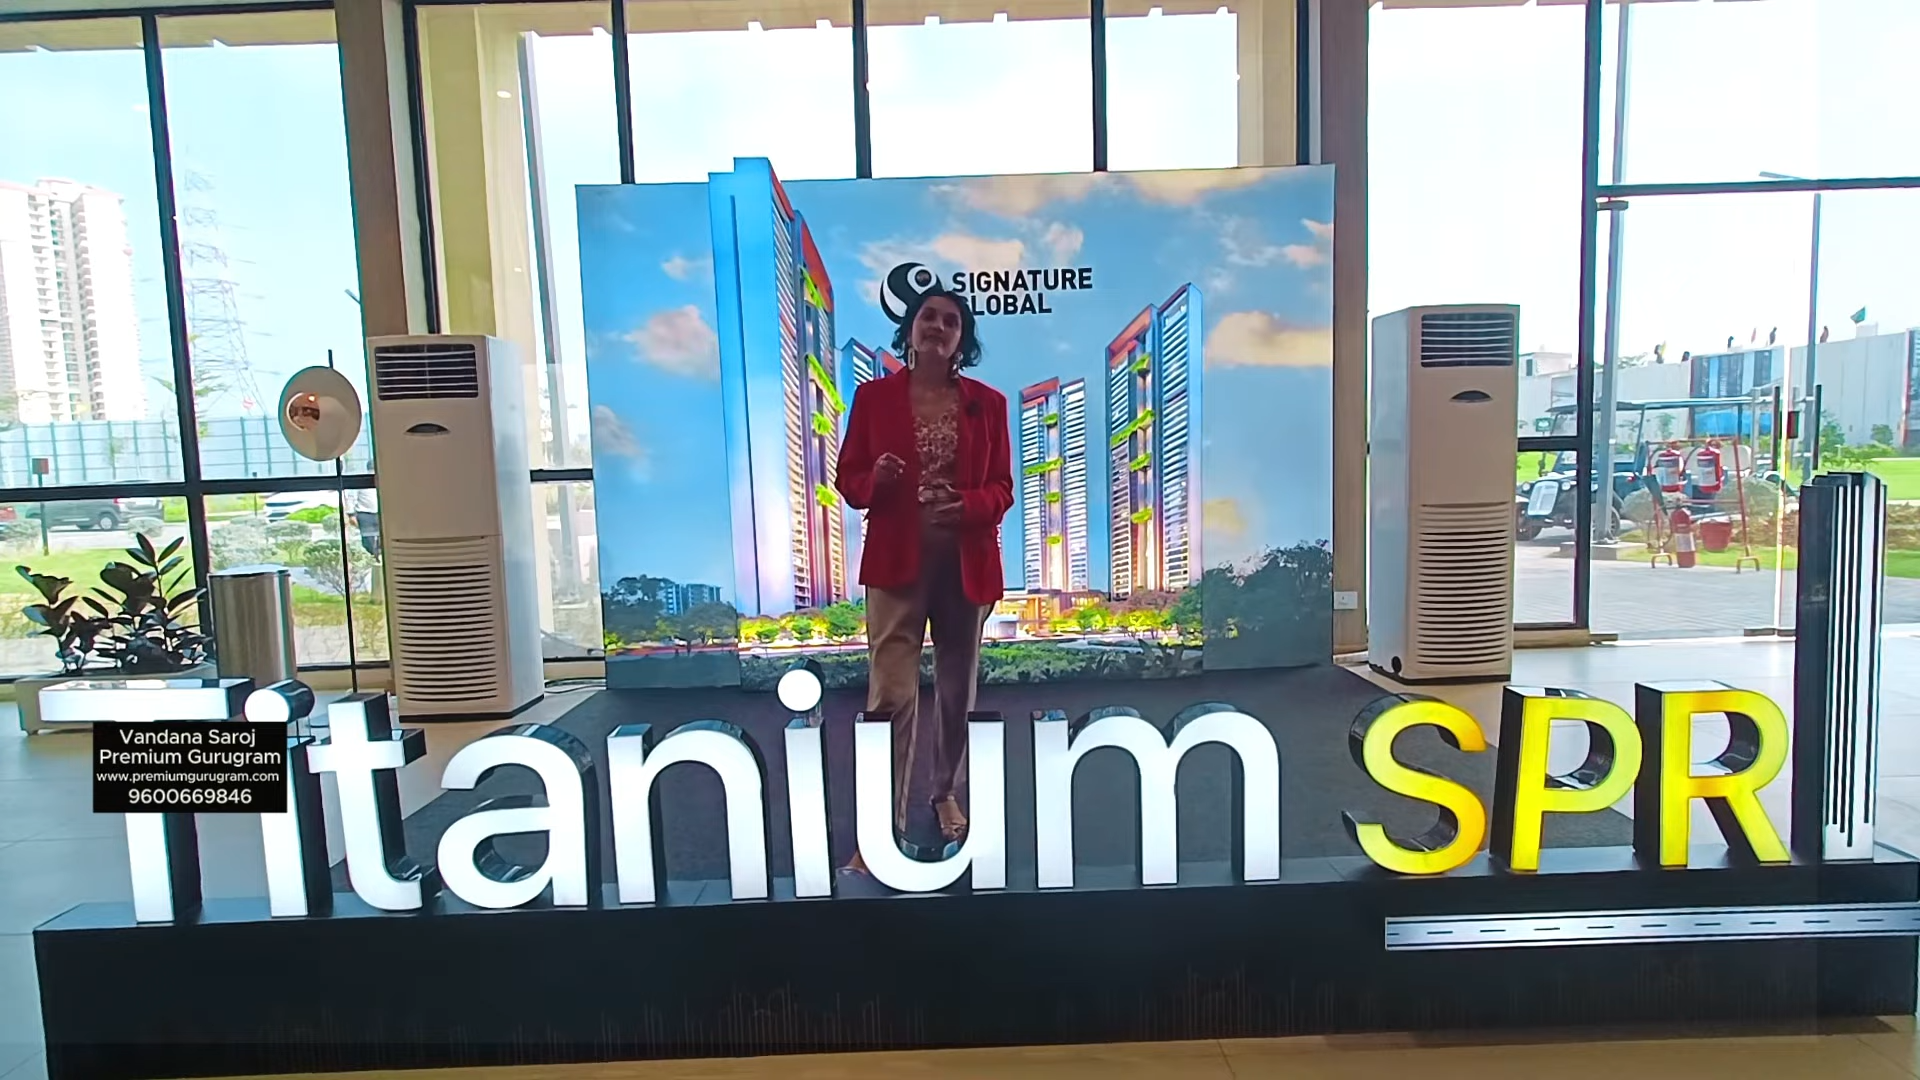 SIGNATURE
GLOBAL
Titanium SPR
Vandana Saroj
Premium Gurugram
www.premiumgurugram.com
9600669846